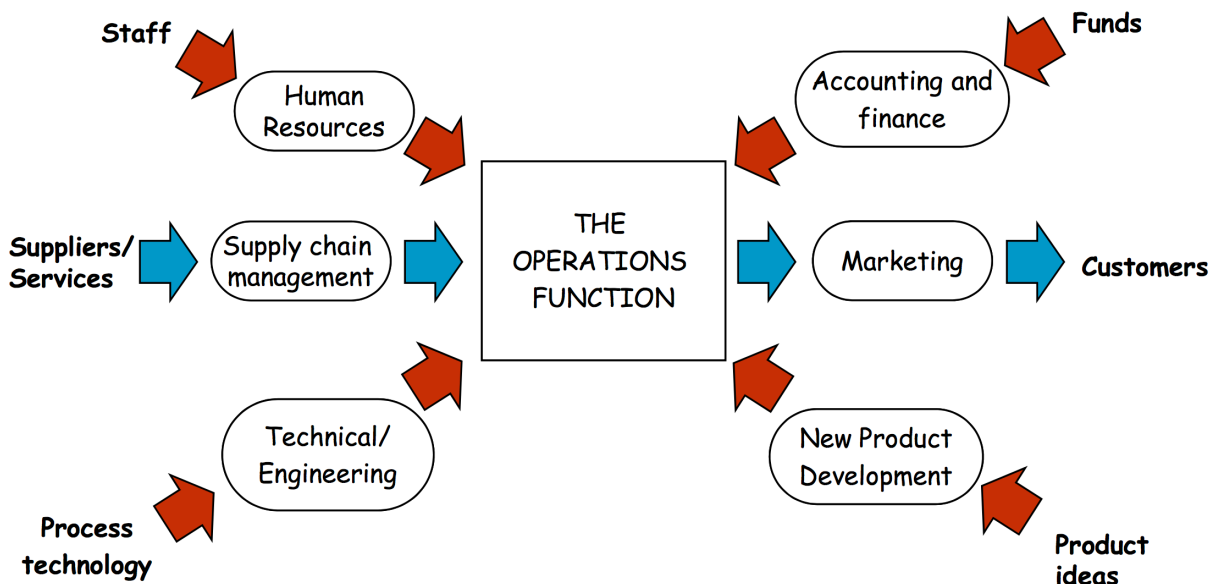 Staff
Funds
Human
Resources
Accounting and
finance
THE
OPERATIONS
FUNCTION
Suppliers/
Services
Supply chain
management
Marketing
Customers
Technical/
Engineering
New Product
Development
Process
technology
Product
ideas